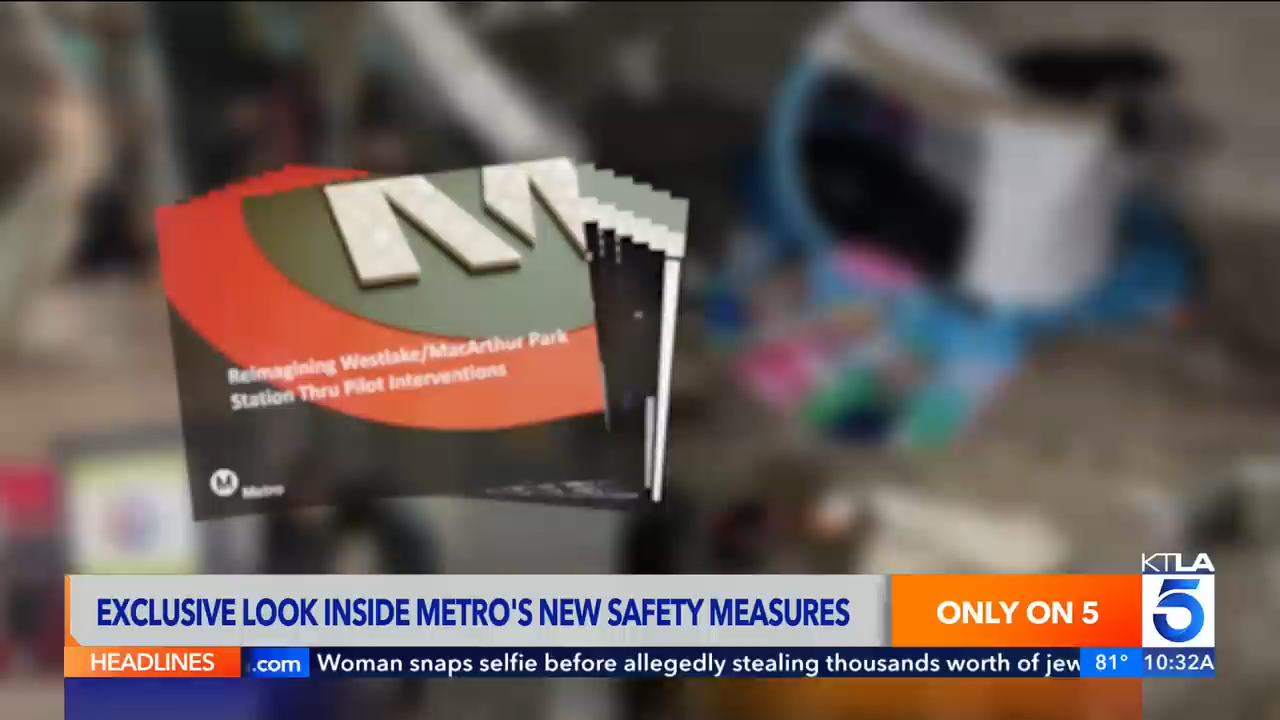 M
Reimagining Westlake/MacArthur Park
Station Thru Pilot Interventions
M Metro
KTLA
5
EXCLUSIVE LOOK INSIDE METRO'S NEW SAFETY MEASURES
ONLY ON 5
HEADLINES
.com
Woman snaps selfie before allegedly stealing thousands worth of jew
81°
10:32A